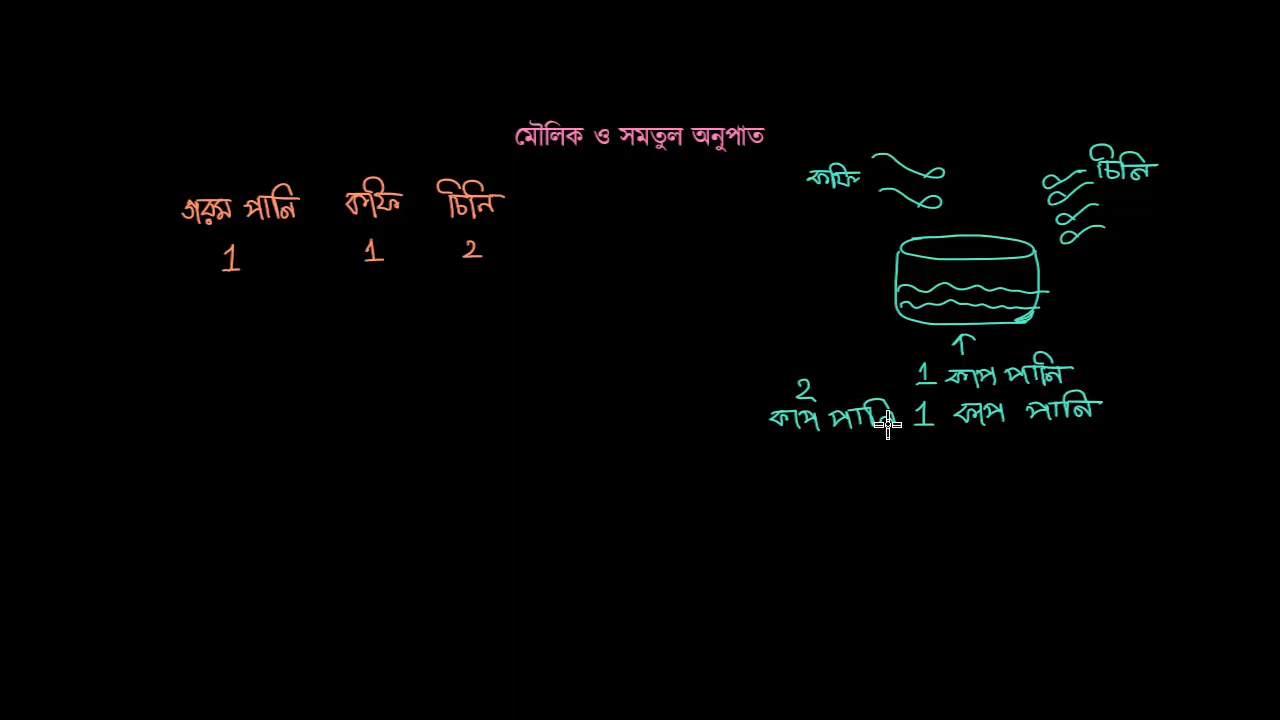 মৌলিক ও সমতুল অনুপাত
গরম পানি কফি চিনি
1 1 2
কফি চিনি
1 কাপ পানি
2
কাপ পানি 1 কাপ পানি